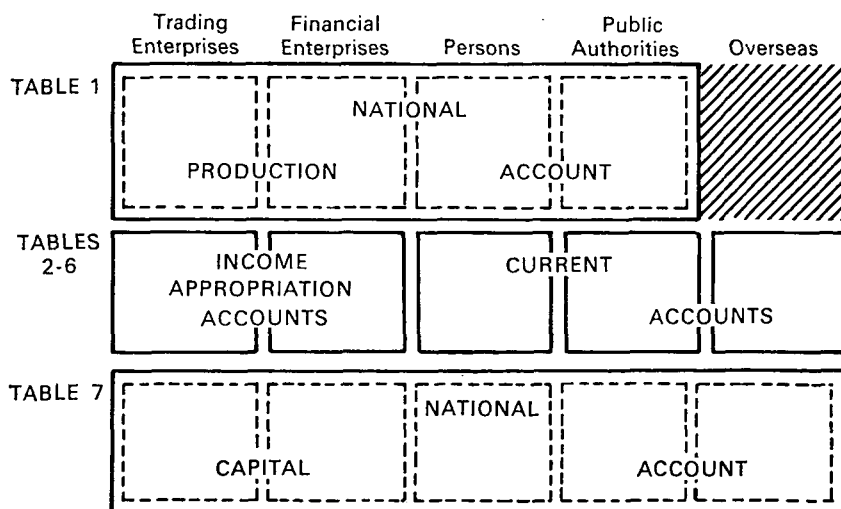 Trading Enterprises Financial Enterprises Persons Public Authorities Overseas
TABLE 1
NATIONAL
PRODUCTION ACCOUNT
TABLES 2-6
INCOME CURRENT
APPROPRIATION
ACCOUNTS ACCOUNTS
TABLE 7
NATIONAL
CAPITAL ACCOUNT